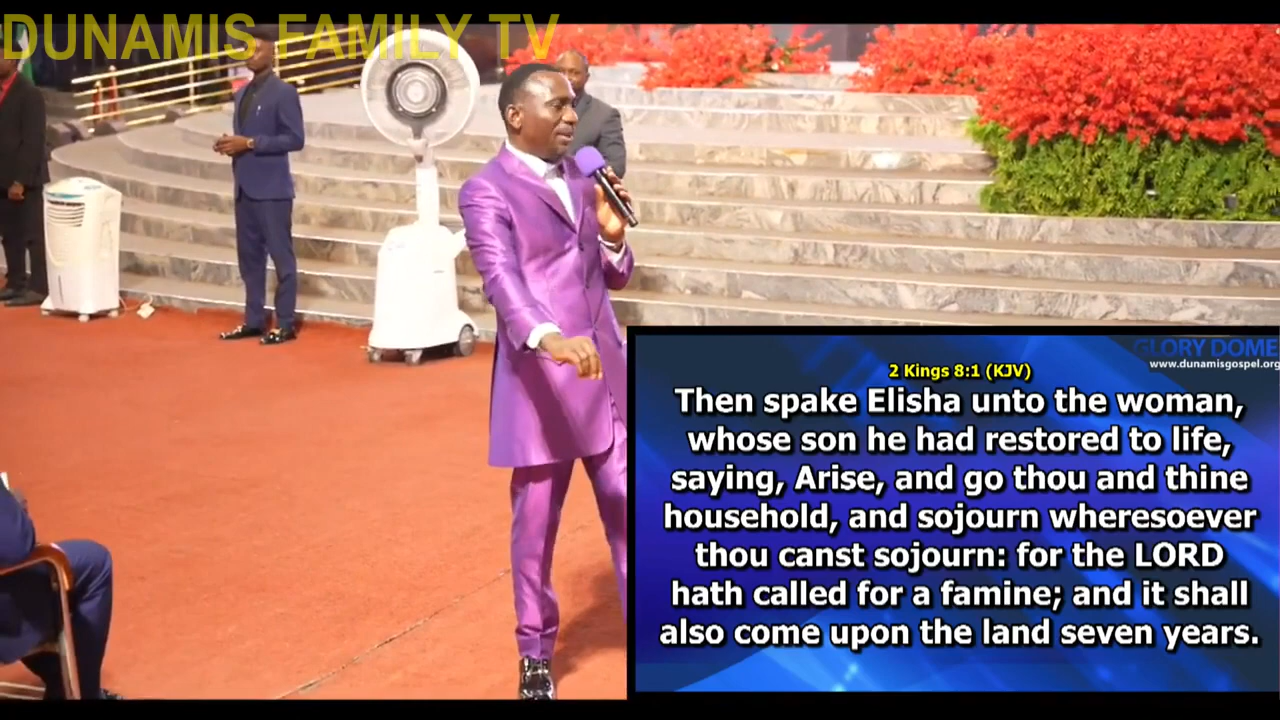 DUNAMIS FAMILY TV
GLORY DOME
www.dunamisgospel.org
2 Kings 8:1 (KJV)
Then spake Elisha unto the woman,
whose son he had restored to life,
saying, Arise, and go thou and thine
household, and sojourn wheresoever
thou canst sojourn: for the LORD
hath called for a famine; and it shall
also come upon the land seven years.